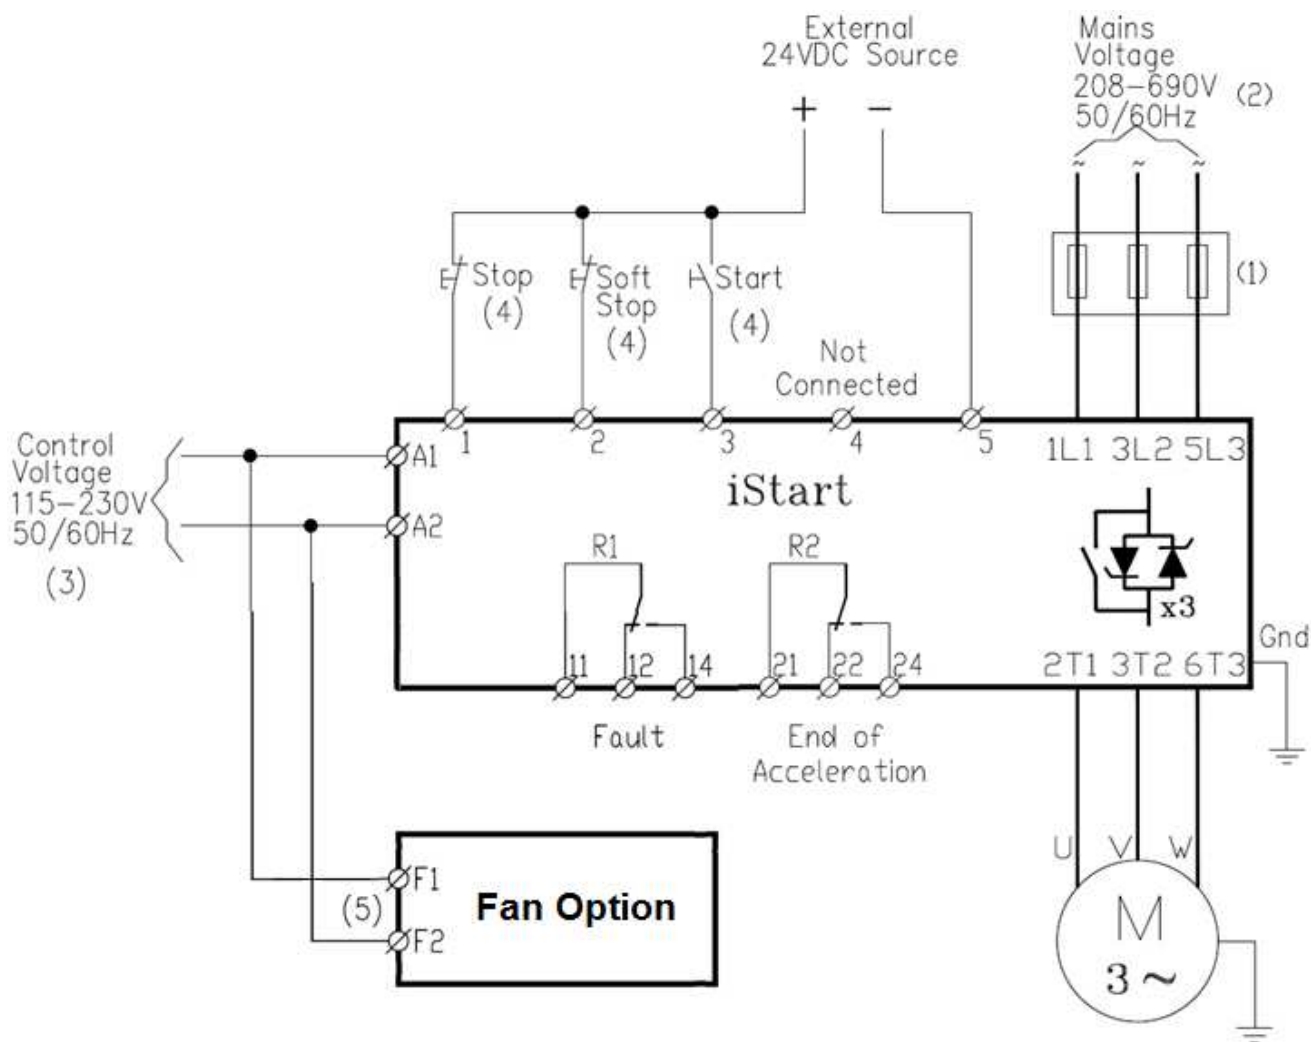 External
24VDC Source
+ −
Mains
Voltage
208-690V (2)
50/60Hz
~ ~ ~
(1)
Stop
(4)
Soft
Stop
(4)
Start
(4)
Not
Connected
1 2 3 4 5
1L1 3L2 5L3
Control
Voltage
115-230V
50/60Hz
(3)
A1
A2
iStart
R1 R2
x3
Gnd
11 12 14 21 22 24
2T1 3T2 6T3
Fault
End of
Acceleration
U V W
F1
(5)
F2
Fan Option
M
3 ~